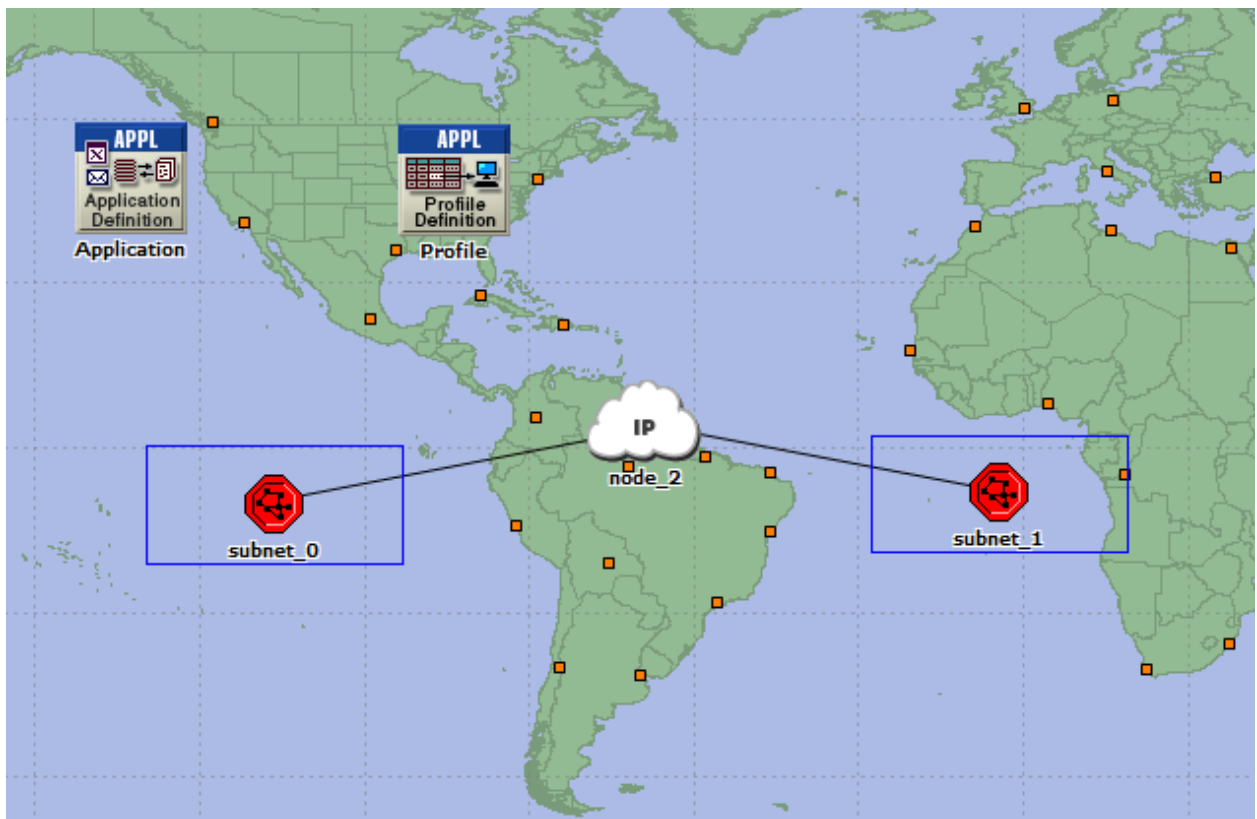 APPL
Application
Definition
Application
APPL
Profiile
Definition
Profile
IP
node_2
subnet_0
subnet_1